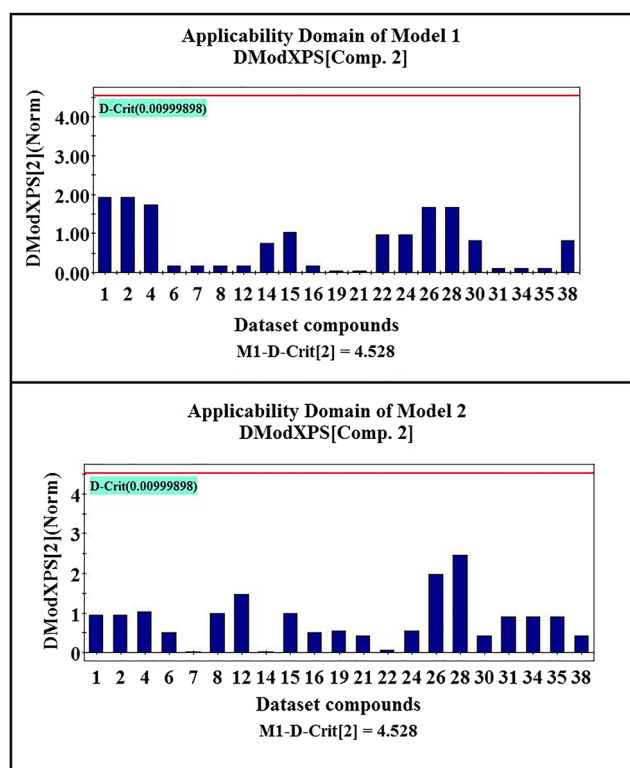 Applicability Domain of Model 1
DModXPS[Comp. 2]
DModXPS[2](Norm)
D-Crit(0.00999898)
4.00
3.00
2.00
1.00
0.00
1 2 4 6 7 8 12 14 15 16 19 21 22 24 26 28 30 31 34 35 38
Dataset compounds
M1-D-Crit[2] = 4.528
Applicability Domain of Model 2
DModXPS[Comp. 2]
DModXPS[2](Norm)
D-Crit(0.00999898)
4
3
2
1
0
1 2 4 6 7 8 12 14 15 16 19 21 22 24 26 28 30 31 34 35 38
Dataset compounds
M1-D-Crit[2] = 4.528